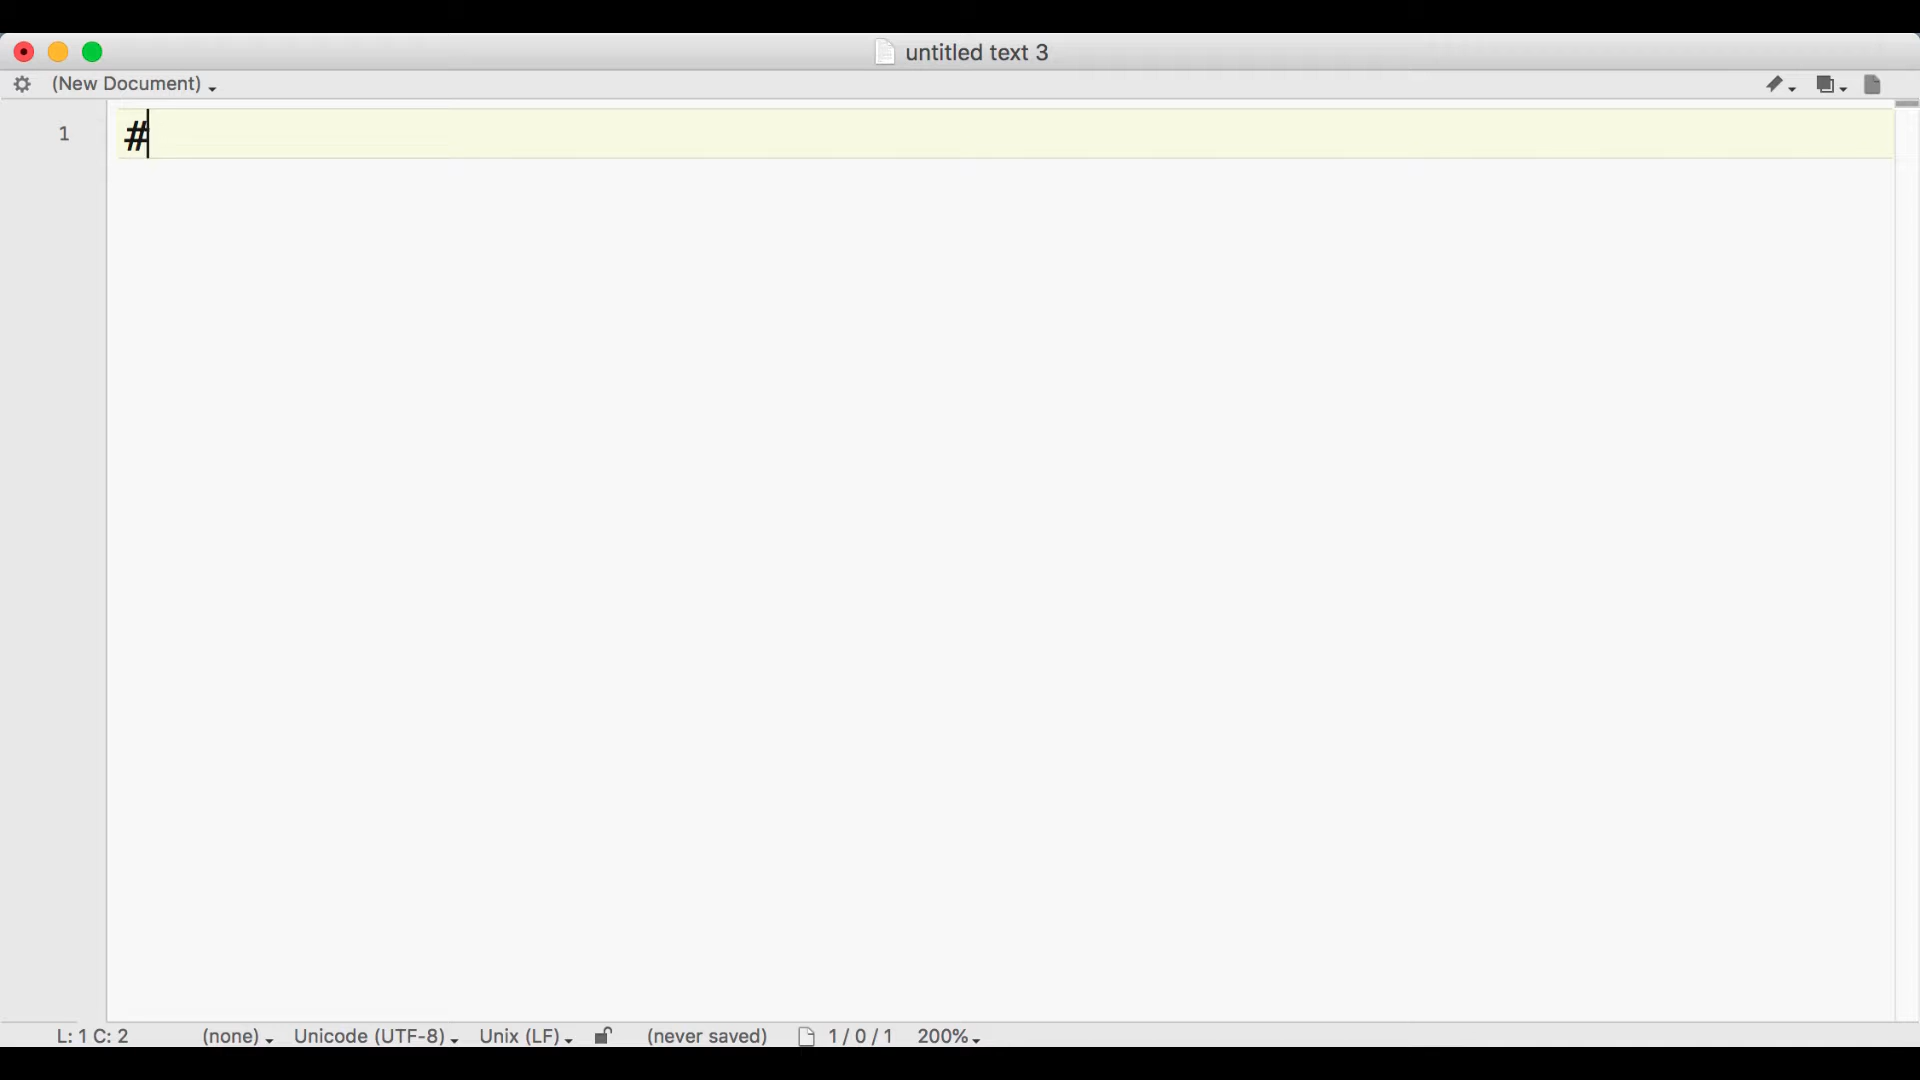 untitled text 3
(New Document)
1 #
L: 1 C: 2 (none) Unicode (UTF-8) Unix (LF) (never saved) 1 / 0 / 1 200%